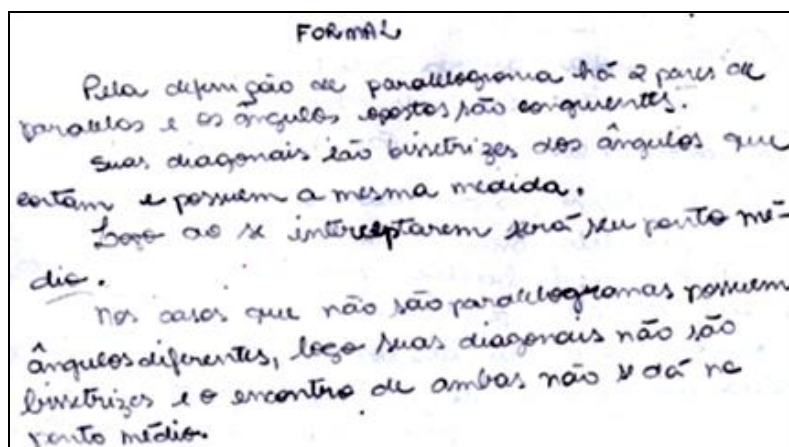 FORMAL
Pela definição de paralelograma há 2 pares de
paralelos e os ângulos opostos são congruentes.
Suas diagonais são bissetrizes dos ângulos que
cortam e possuem a mesma medida.
Logo ao se interceptarem será seu ponto mé-
dio.
Nos casos que não são paralelogramas possuem
ângulos diferentes, logo suas diagonais não são
bissetrizes e o encontro de ambas não se dá no
ponto médio.